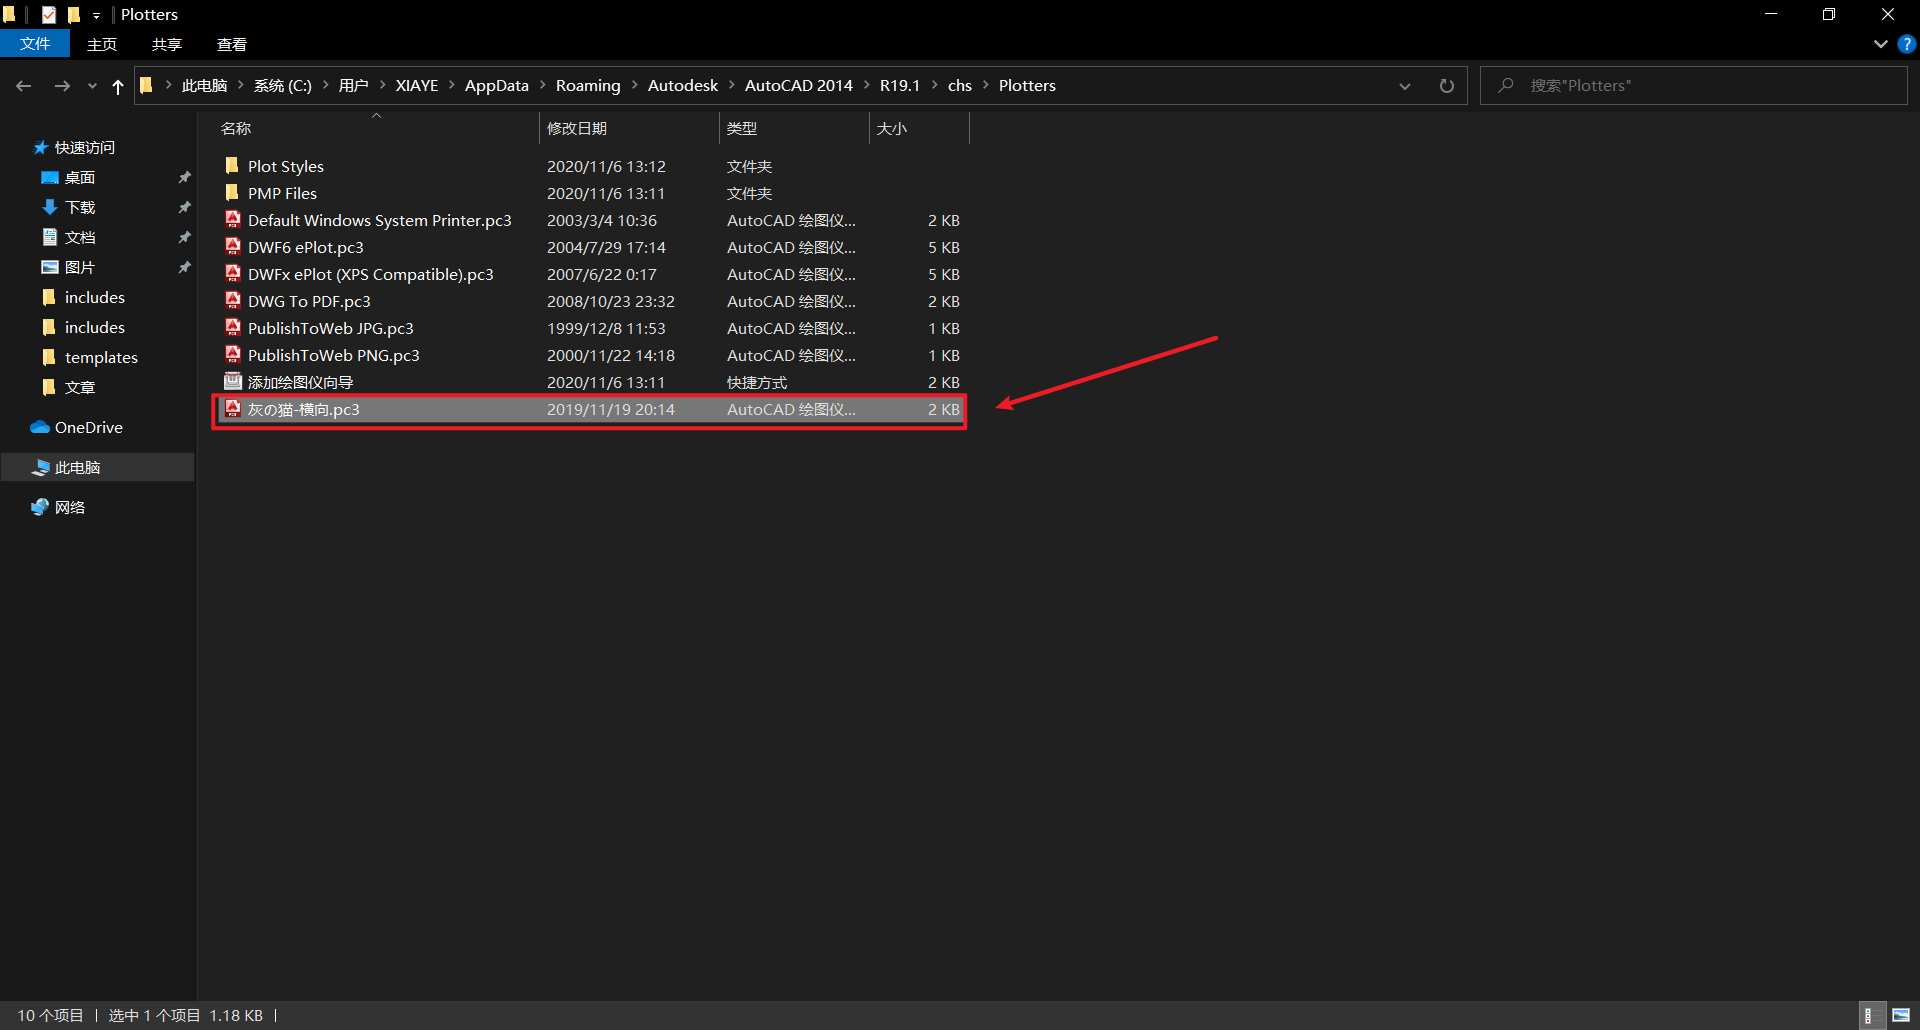 Plotters
文件 主页 共享 查看
此电脑 系统 (C:) 用户 XIAYE AppData Roaming Autodesk AutoCAD 2014 R19.1 chs Plotters
搜索"Plotters"
名称 修改日期 类型 大小
快速访问
桌面
下载
文档
图片
includes
includes
templates
文章
OneDrive
此电脑
网络
Plot Styles 2020/11/6 13:12 文件夹
PMP Files 2020/11/6 13:11 文件夹
Default Windows System Printer.pc3 2003/3/4 10:36 AutoCAD 绘图仪... 2 KB
DWF6 ePlot.pc3 2004/7/29 17:14 AutoCAD 绘图仪... 5 KB
DWFx ePlot (XPS Compatible).pc3 2007/6/22 0:17 AutoCAD 绘图仪... 5 KB
DWG To PDF.pc3 2008/10/23 23:32 AutoCAD 绘图仪... 2 KB
PublishToWeb JPG.pc3 1999/12/8 11:53 AutoCAD 绘图仪... 1 KB
PublishToWeb PNG.pc3 2000/11/22 14:18 AutoCAD 绘图仪... 1 KB
添加绘图仪向导 2020/11/6 13:11 快捷方式 2 KB
灰の猫-横向.pc3 2019/11/19 20:14 AutoCAD 绘图仪... 2 KB
10 个项目 选中 1 个项目 1.18 KB